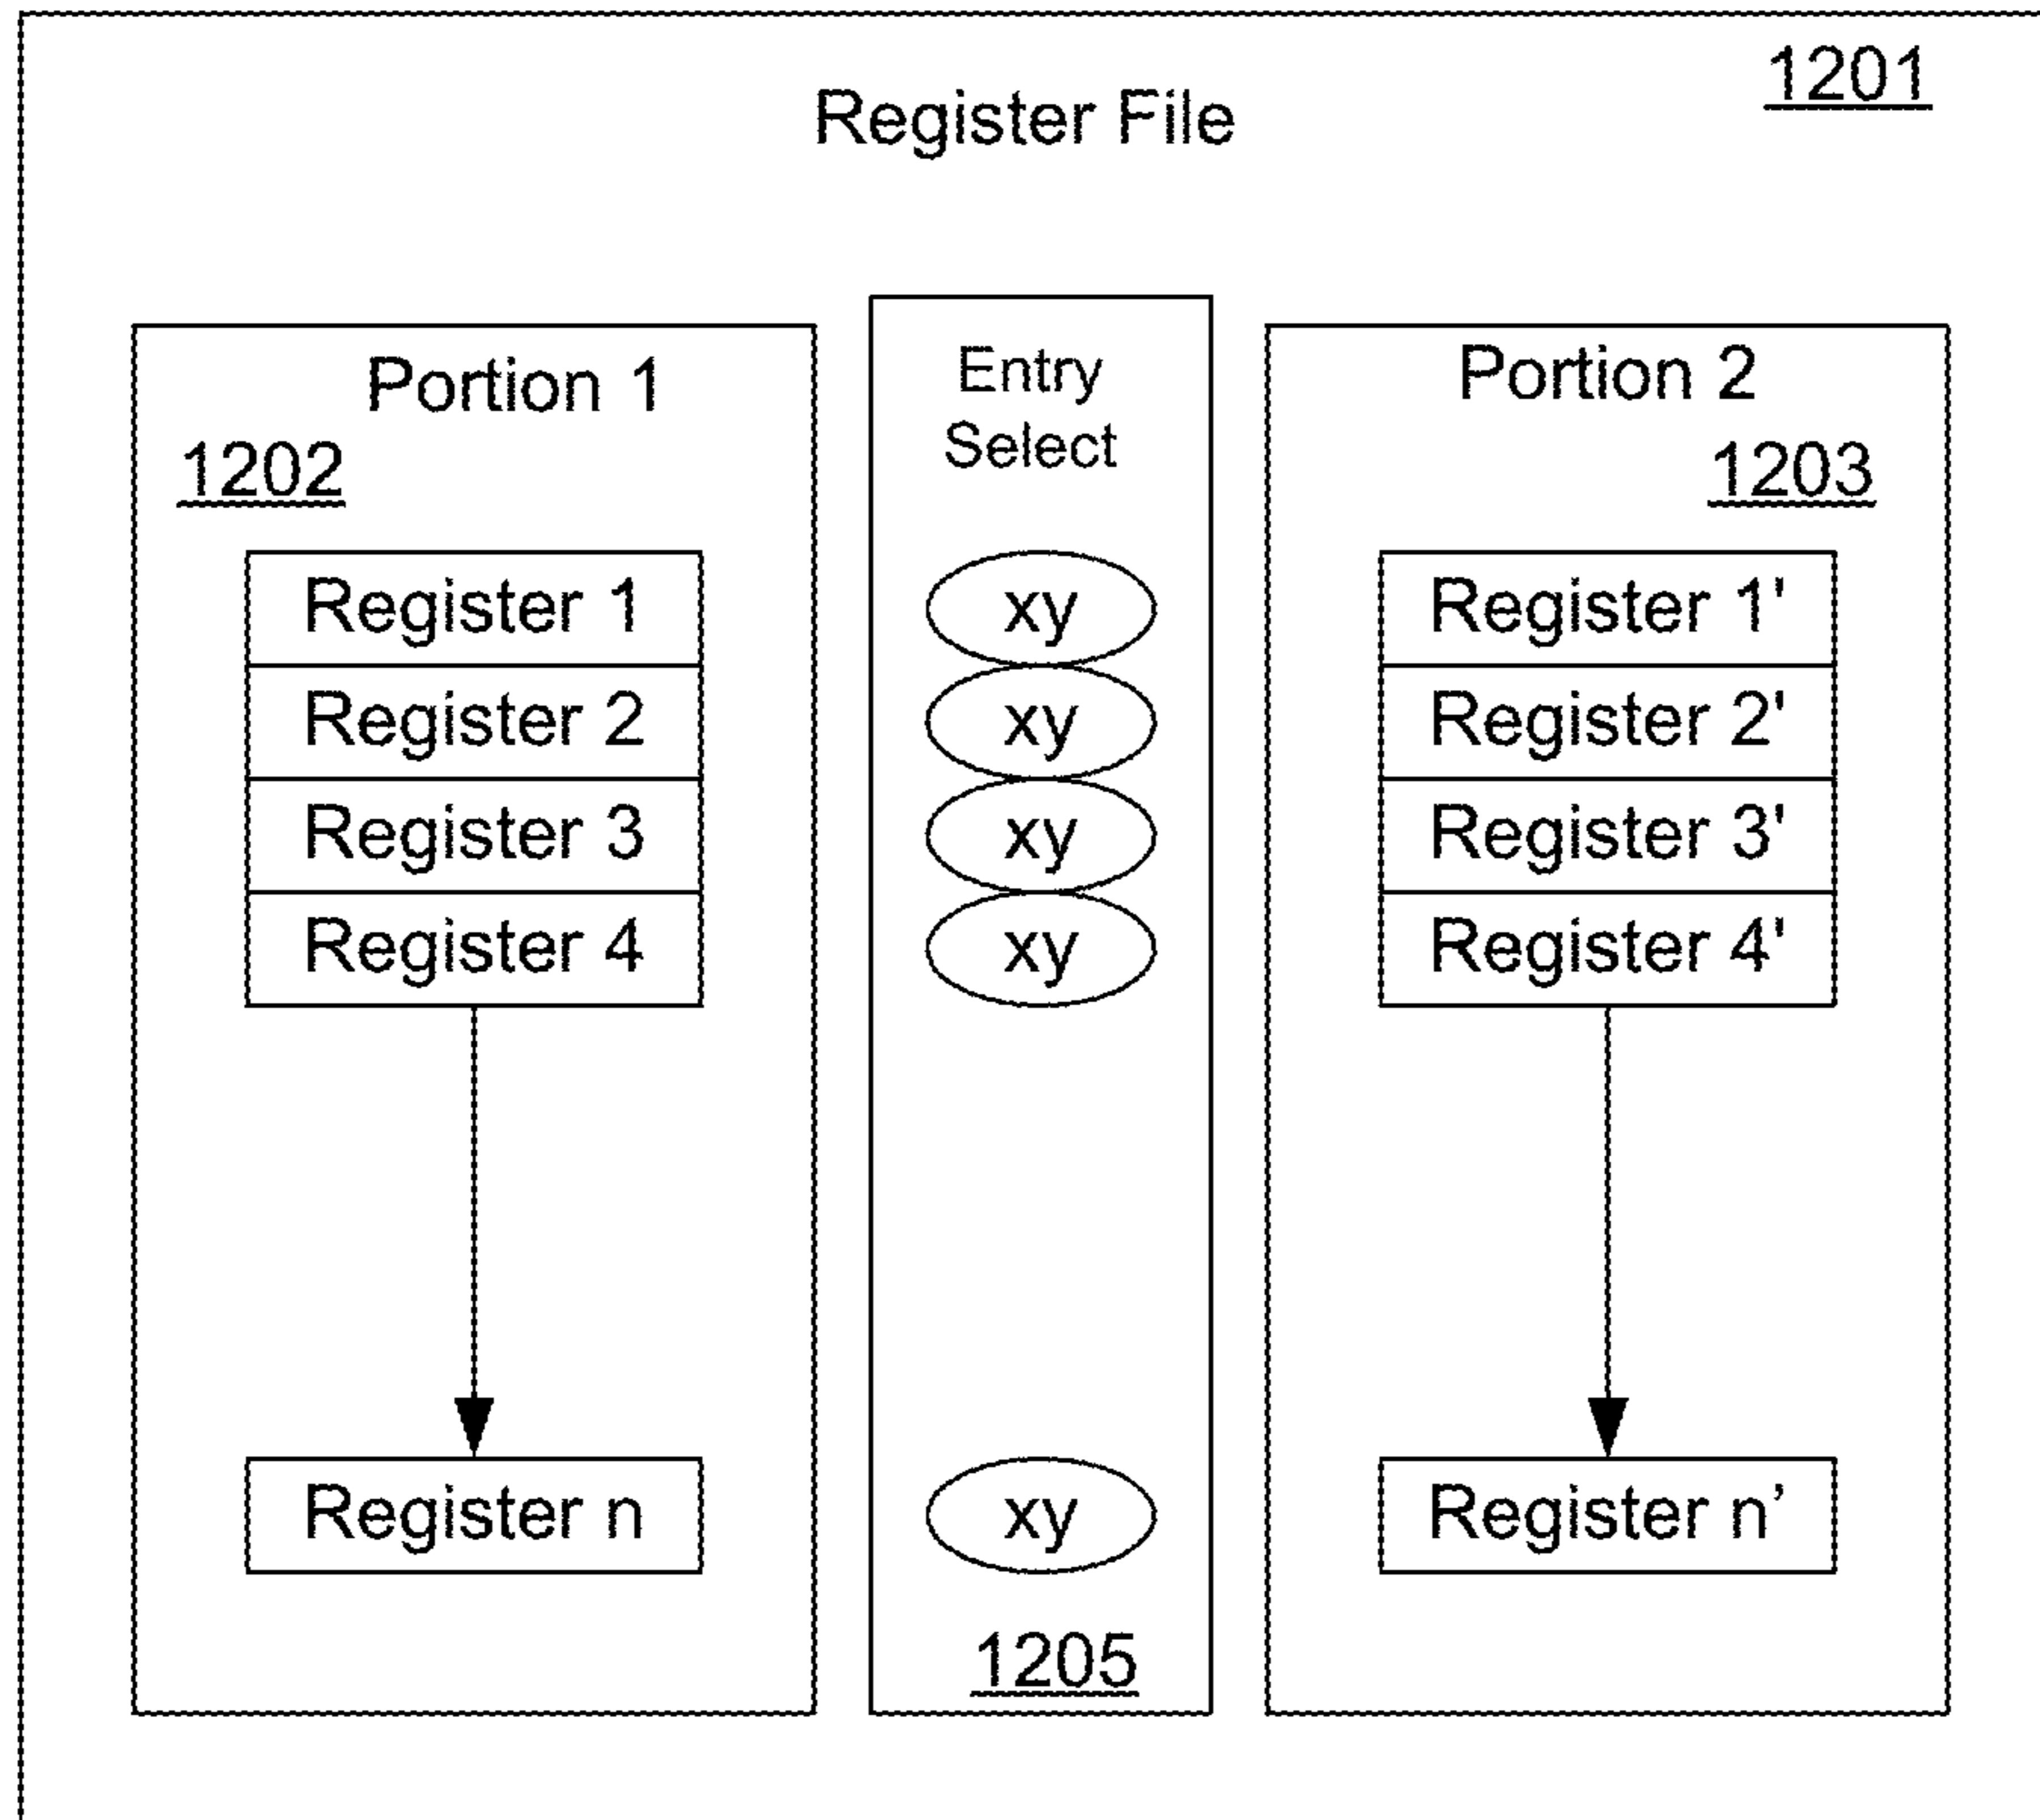 1201
Register File
Portion 1
1202
Register 1
Register 2
Register 3
Register 4
Register n
Entry
Select
xy
xy
xy
xy
xy
1205
Portion 2
1203
Register 1'
Register 2'
Register 3'
Register 4'
Register n’